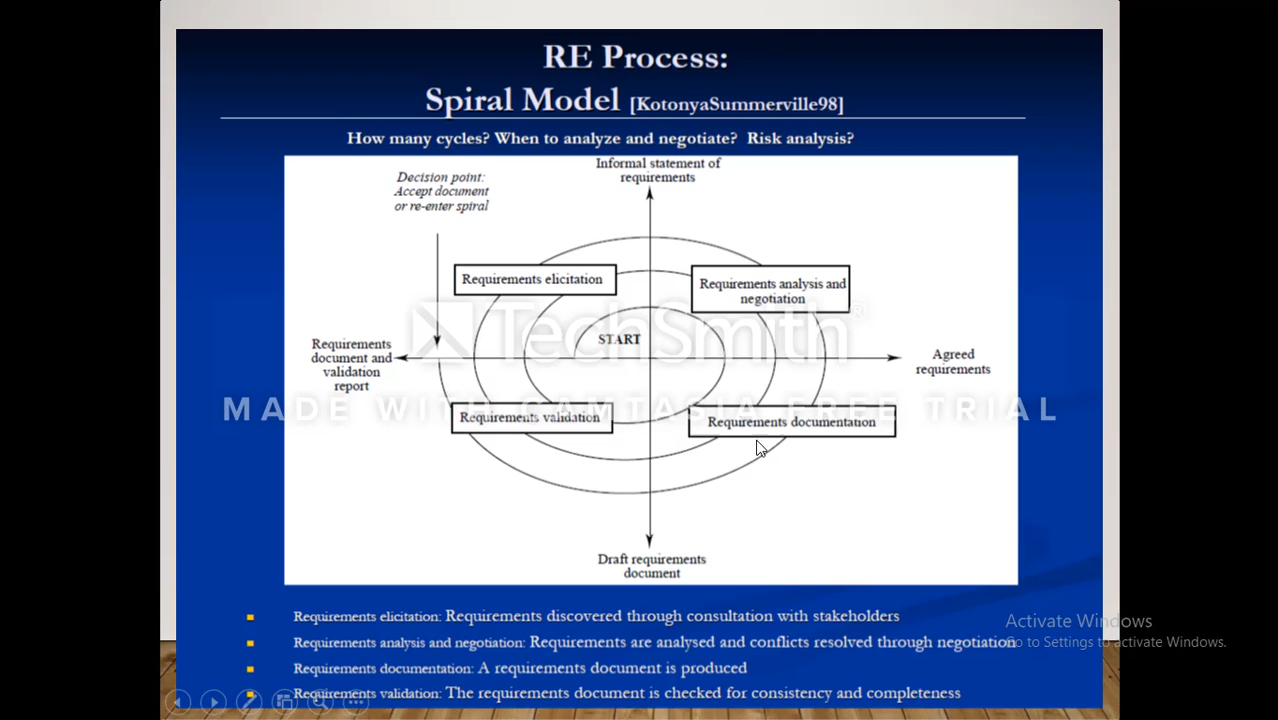 RE Process:
Spiral Model [KotonyaSummerville98]
How many cycles? When to analyze and negotiate? Risk analysis?
Informal statement of
requirements
Decision point:
Accept document
or re-enter spiral
Requirements elicitation
Requirements analysis and
negotiation
START
TechSmith®
Requirements
document and
validation
report
Agreed
requirements
MADE WITH CAMTASIA FREE TRIAL
Requirements validation
Requirements documentation
Draft requirements
document
Requirements elicitation: Requirements discovered through consultation with stakeholders
Requirements analysis and negotiation: Requirements are analysed and conflicts resolved through negotiation
Requirements documentation: A requirements document is produced
Requirements validation: The requirements document is checked for consistency and completeness
Activate Windows
Go to Settings to activate Windows.